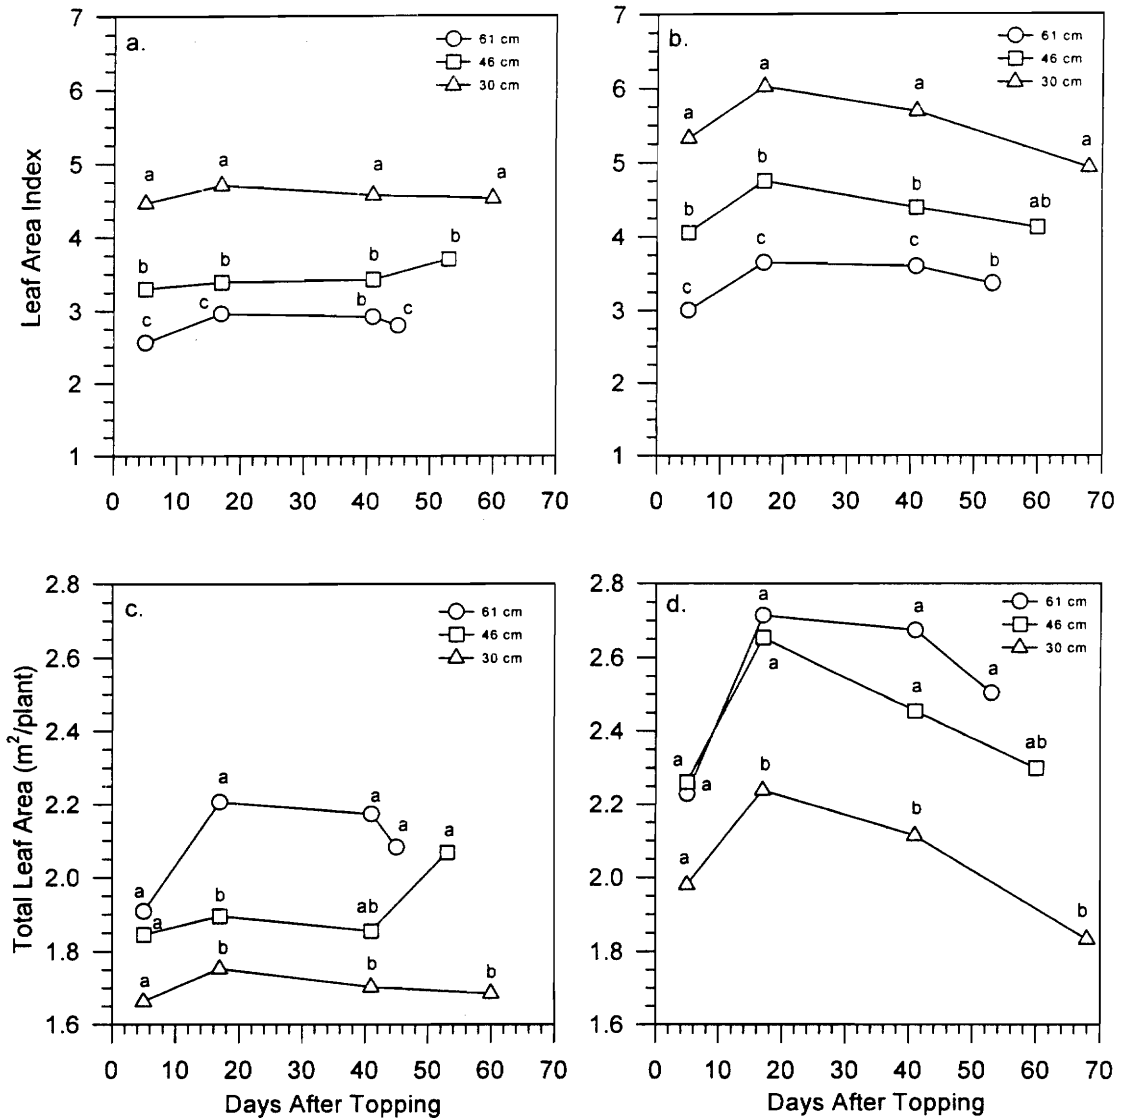 a.
61 cm
46 cm
30 cm
Leaf Area Index
7
6
5
4
3
2
1
a a a a
b b b b
c c b c
0 10 20 30 40 50 60 70
b.
61 cm
46 cm
30 cm
7
6
5
4
3
2
1
a a a a
b b b ab
c c c b
0 10 20 30 40 50 60 70
c.
61 cm
46 cm
30 cm
Total Leaf Area (m²/plant)
2.8
2.6
2.4
2.2
2.0
1.8
1.6
a a a a
a b ab a
a b b b
0 10 20 30 40 50 60 70
Days After Topping
d.
61 cm
46 cm
30 cm
2.8
2.6
2.4
2.2
2.0
1.8
1.6
a a a a
a a a ab
a b b b
0 10 20 30 40 50 60 70
Days After Topping